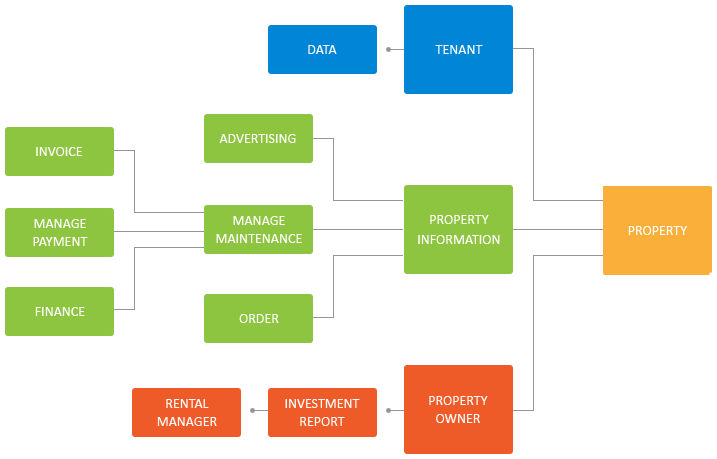 DATA
TENANT
ADVERTISING
INVOICE
MANAGE
PAYMENT
MANAGE
MAINTENANCE
PROPERTY
INFORMATION
PROPERTY
FINANCE
ORDER
RENTAL
MANAGER
INVESTMENT
REPORT
PROPERTY
OWNER